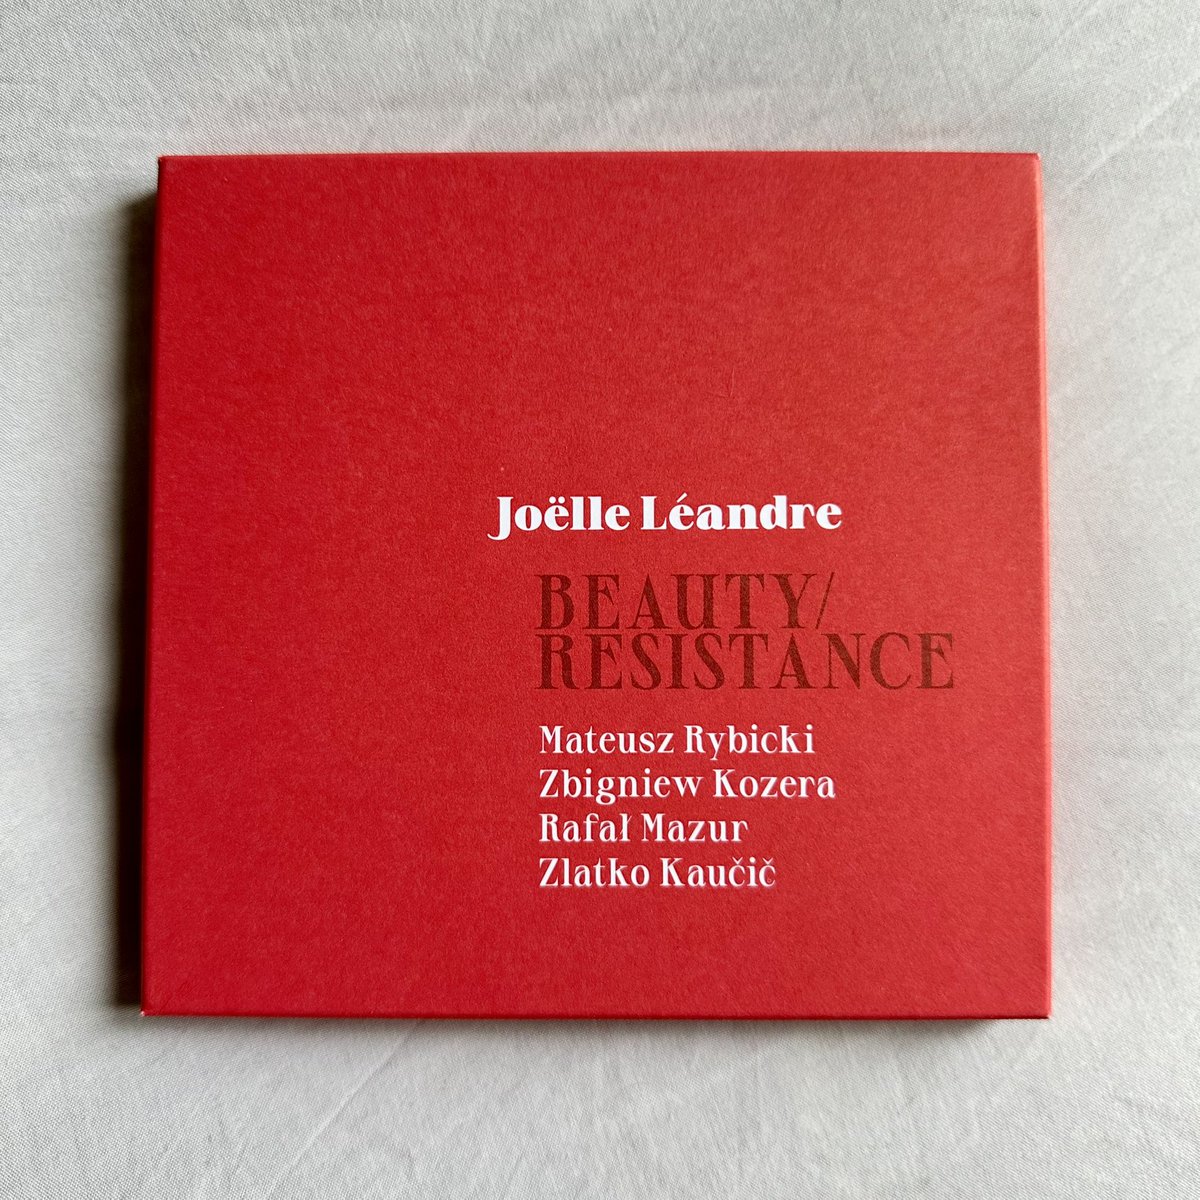 Joëlle Léandre
BEAUTY/
RESISTANCE
Mateusz Rybicki
Zbigniew Kozera
Rafał Mazur
Zlatko Kaučič